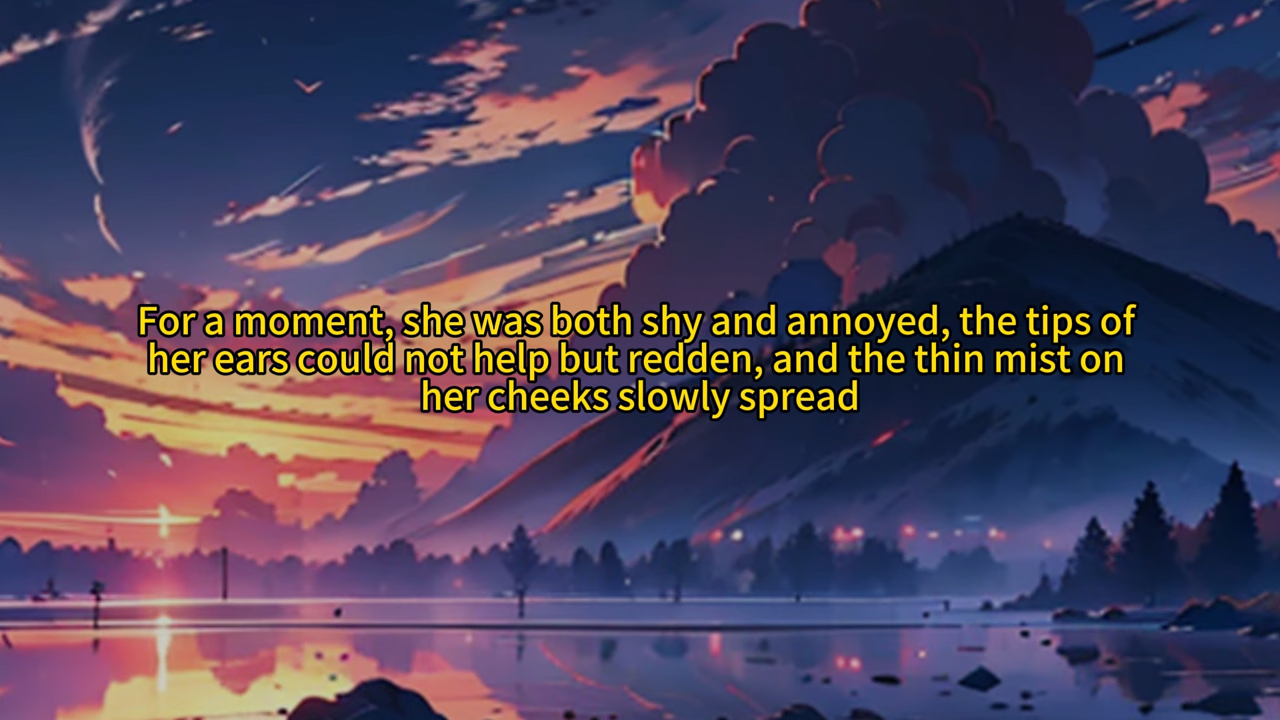 For a moment, she was both shy and annoyed, the tips of
her ears could not help but redden, and the thin mist on
her cheeks slowly spread